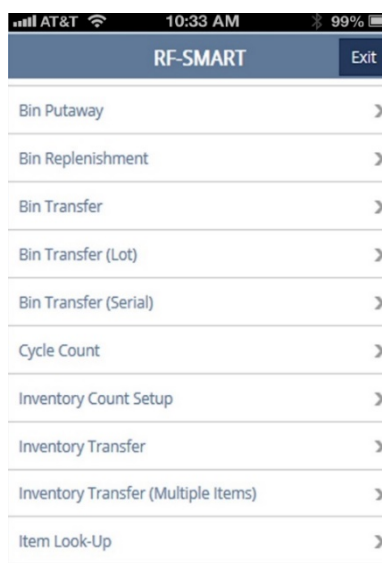 AT&T 10:33 AM 99%
RF-SMART Exit
Bin Putaway
Bin Replenishment
Bin Transfer
Bin Transfer (Lot)
Bin Transfer (Serial)
Cycle Count
Inventory Count Setup
Inventory Transfer
Inventory Transfer (Multiple Items)
Item Look-Up